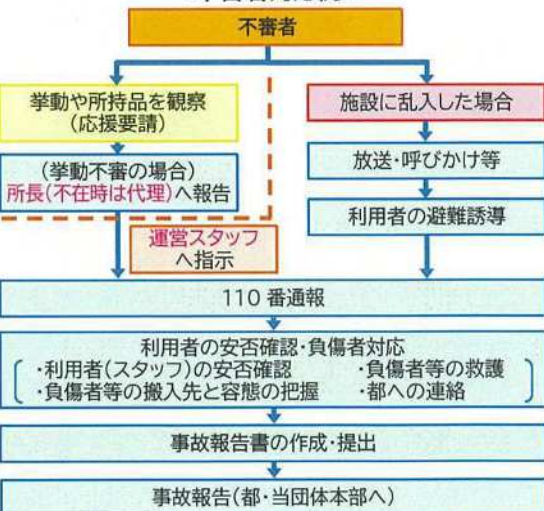 不審者
挙動や所持品を観察
(応援要請)
(挙動不審の場合)
所長(不在時は代理)へ報告
運営スタッフ
へ指示
施設に乱入した場合
放送・呼びかけ等
利用者の避難誘導
110 番通報
利用者の安否確認・負傷者対応
・利用者(スタッフ)の安否確認 ・負傷者等の救護
・負傷者等の搬入先と容態の把握 ・都への連絡
事故報告書の作成・提出
事故報告(都・当団体本部へ)